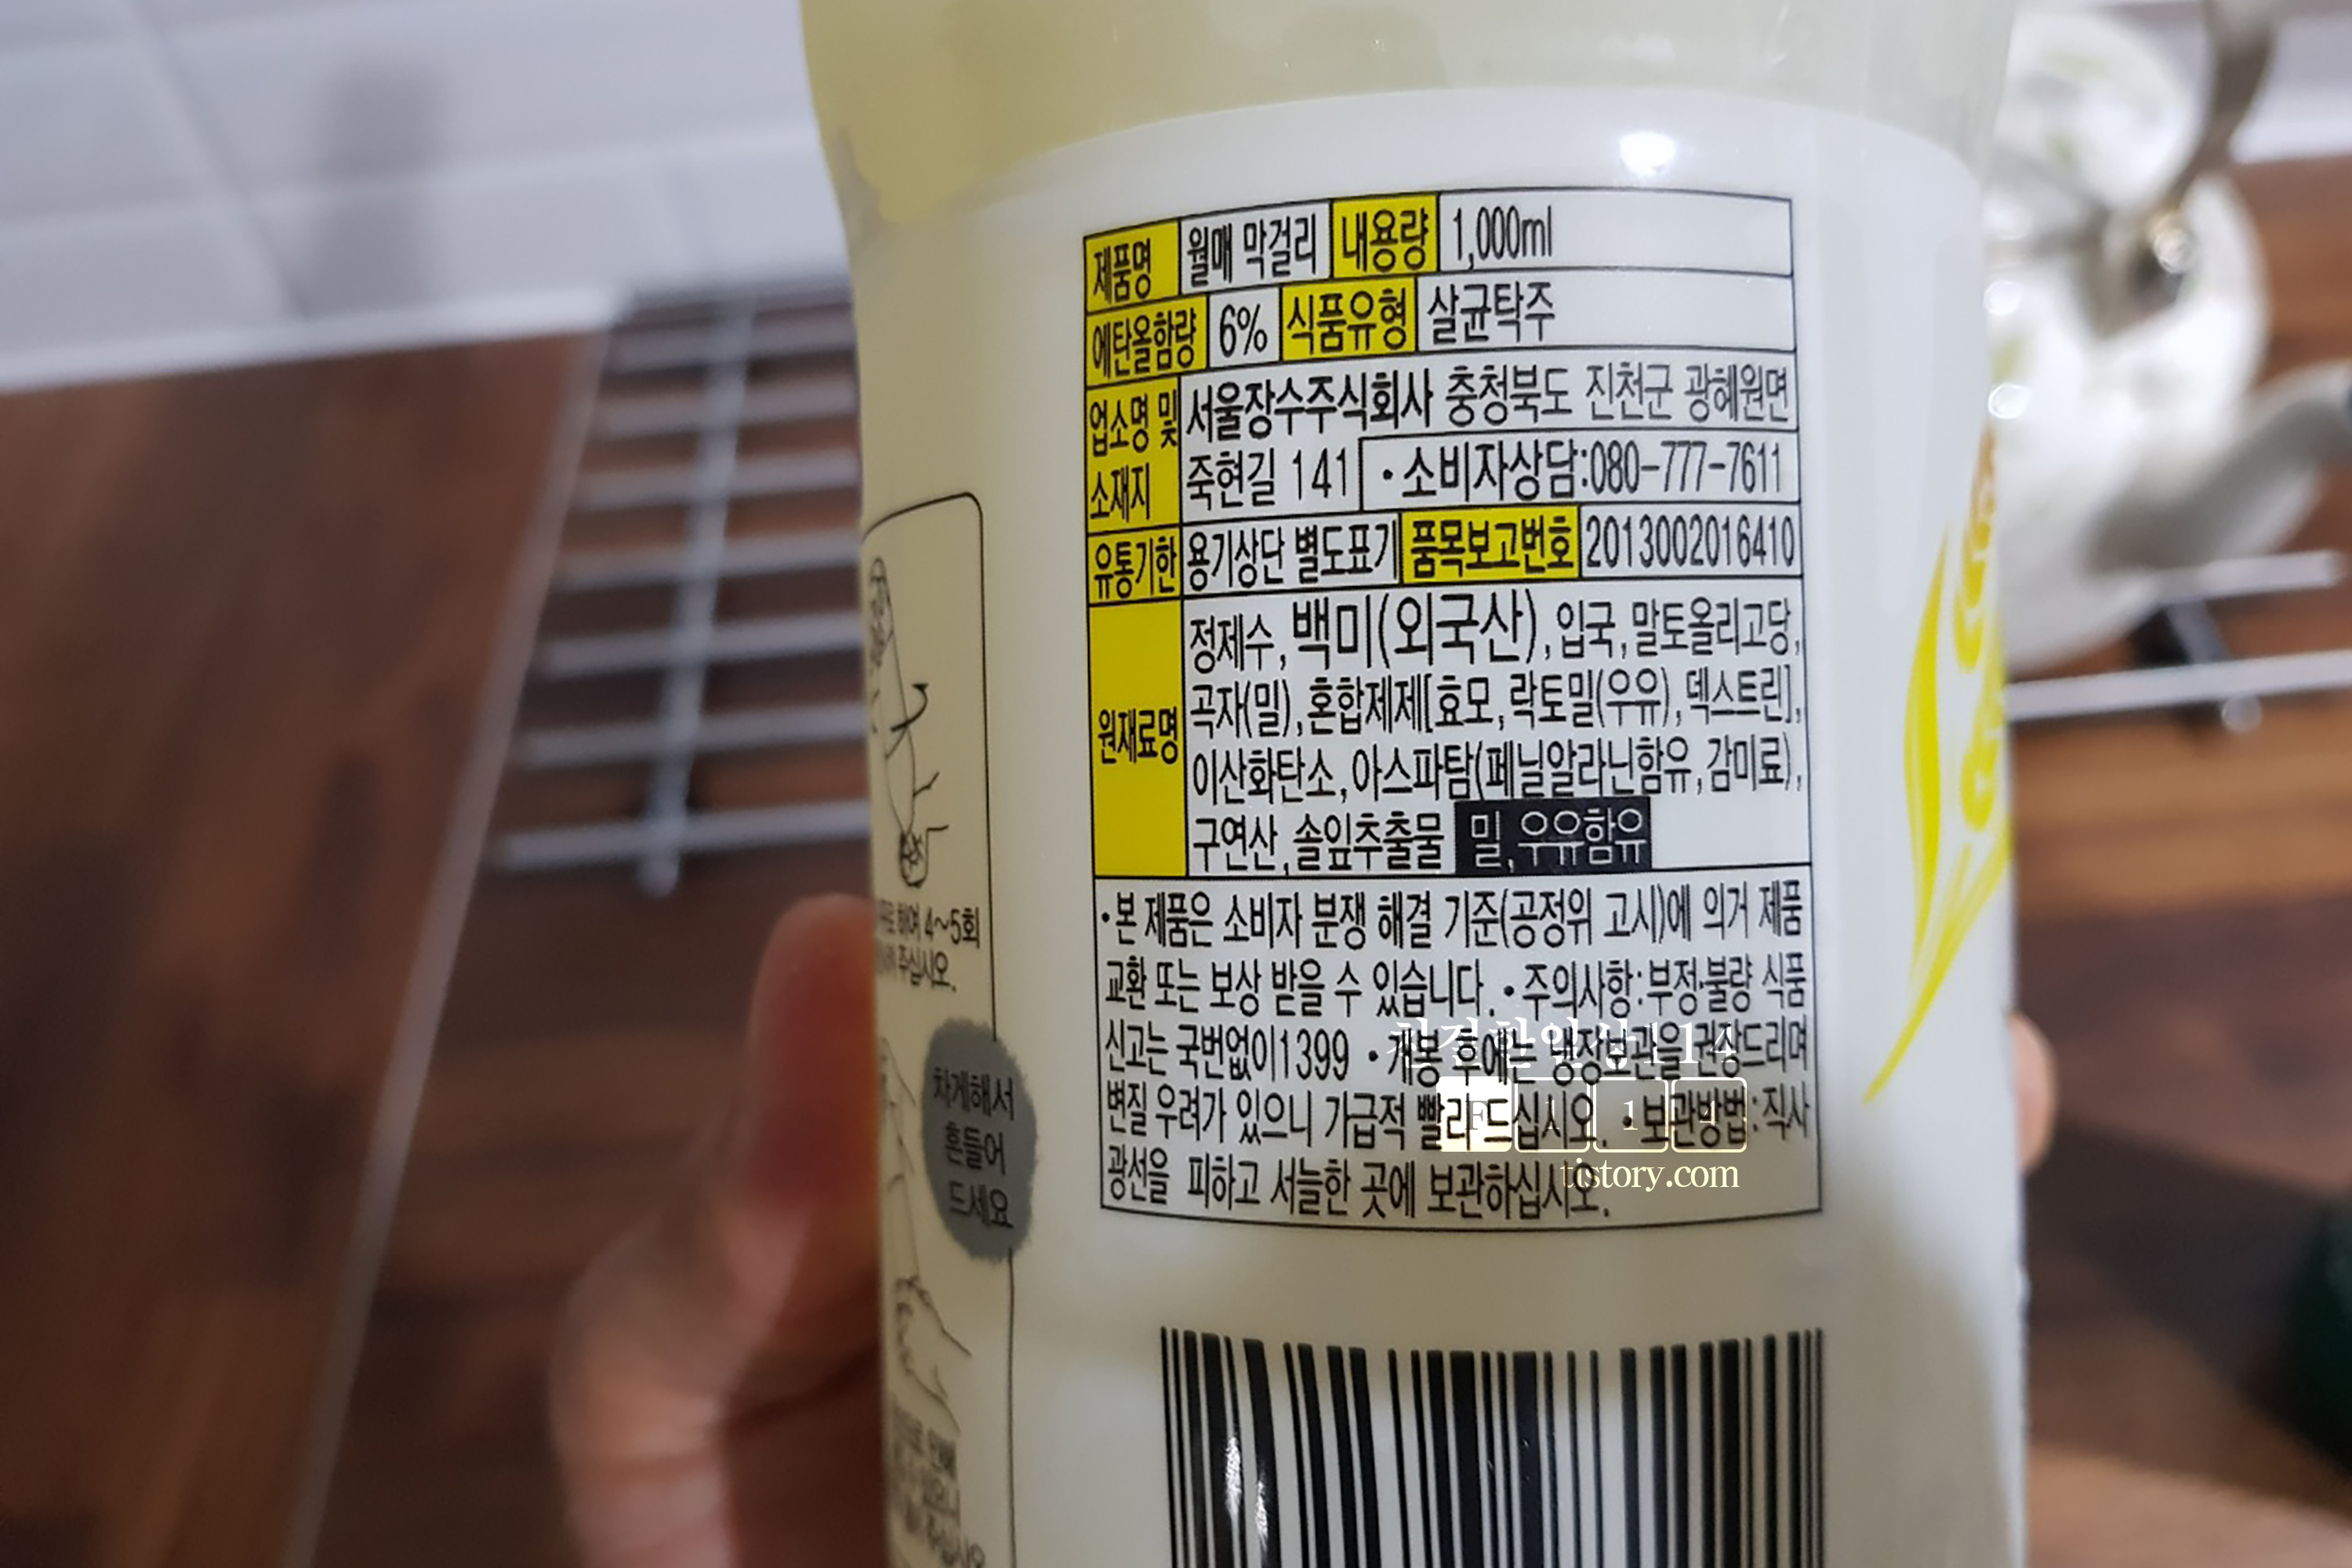 제품명 월매 막걸리 내용량 1,000ml
에탄올함량 6% 식품유형 살균탁주
업소명 및 소재지 서울장수주식회사 충청북도 진천군 광혜원면
죽현길 141 •소비자상담:080-777-7611
유통기한 용기상단 별도표기 품목보고번호 2013002016410
원재료명 정제수, 백미(외국산), 입국, 말토올리고당,
곡자(밀), 혼합제제[효모, 락토밀(우유), 덱스트린],
이산화탄소, 아스파탐(페닐알라닌함유, 감미료),
구연산, 솔잎추출물 밀, 우유함유
•본 제품은 소비자 분쟁 해결 기준(공정위 고시)에 의거 제품
교환 또는 보상 받을 수 있습니다. •주의사항:부정·불량 식품
신고는 국번없이1399 •개봉 후에는 냉장보관을 권장드리며
변질 우려가 있으니 가급적 빨리 드십시오. •보관방법:직사
광선을 피하고 서늘한 곳에 보관하십시오.
하여 4~5회
주십시오.
차게해서
흔들어
드세요
tistory.com